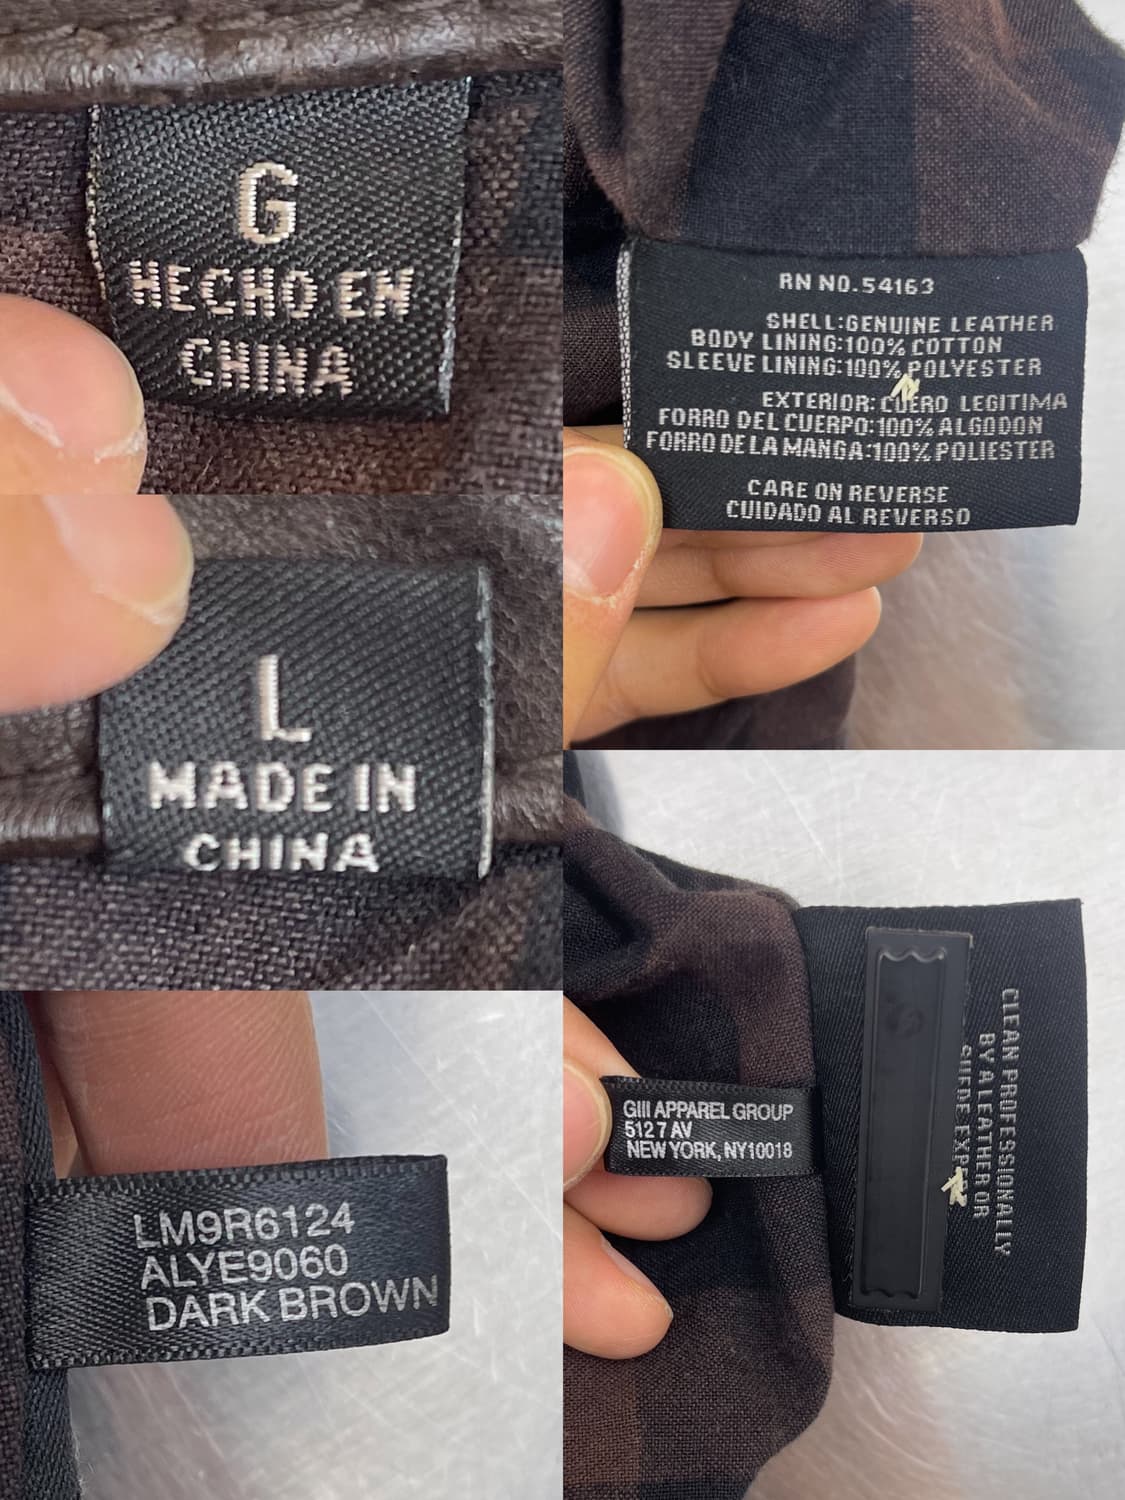 G
HECHO EN
CHINA
L
MADE IN
CHINA
LM9R6124
ALYE9060
DARK BROWN
RN NO.54163
SHELL:GENUINE LEATHER
BODY LINING:100% COTTON
SLEEVE LINING:100% POLYESTER
EXTERIOR: CUERO LEGITIMA
FORRO DEL CUERPO:100% ALGODON
FORRO DE LA MANGA:100% POLIESTER
CARE ON REVERSE
CUIDADO AL REVERSO
GIII APPAREL GROUP
512 7 AV
NEW YORK, NY10018
CLEAN PROFESSIONALLY
BY A LEATHER OR